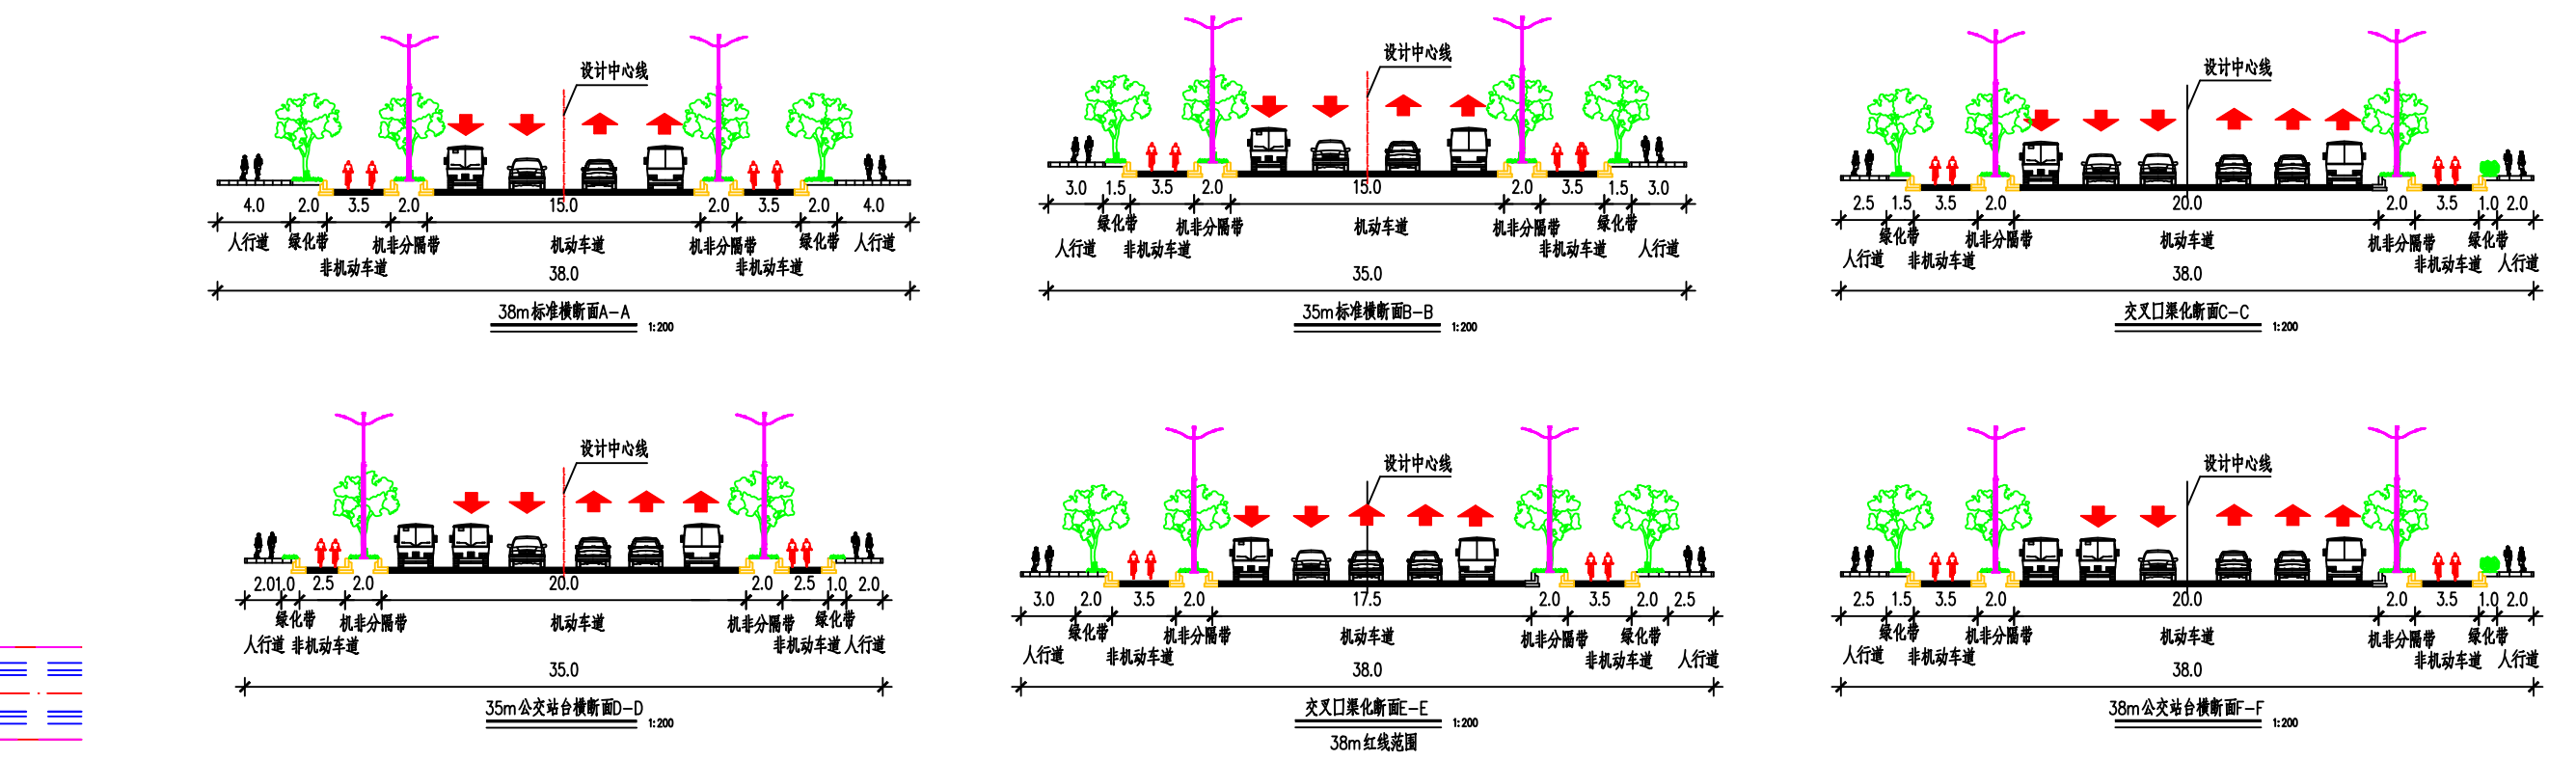 设计中心线
4.0 2.0 3.5 2.0 15.0 2.0 3.5 2.0 4.0
人行道 绿化带 机非分隔带 机动车道 机非分隔带 绿化带 人行道
非机动车道 非机动车道
38.0
38m标准横断面A-A 1:200
设计中心线
3.0 1.5 3.5 2.0 15.0 2.0 3.5 1.5 3.0
绿化带 机非分隔带 机动车道 机非分隔带 绿化带
人行道 非机动车道 非机动车道 人行道
35.0
35m标准横断面B-B 1:200
设计中心线
2.5 1.5 3.5 2.0 20.0 2.0 3.5 1.0 2.0
绿化带 机非分隔带 机动车道 机非分隔带 绿化带
人行道 非机动车道 非机动车道 人行道
38.0
交叉口渠化断面C-C 1:200
设计中心线
2.0 1.0 2.5 2.0 20.0 2.0 2.5 1.0 2.0
绿化带 机非分隔带 机动车道 机非分隔带 绿化带
人行道 非机动车道 非机动车道 人行道
35.0
35m公交站台横断面D-D 1:200
设计中心线
3.0 2.0 3.5 2.0 17.5 2.0 3.5 2.0 2.5
绿化带 机非分隔带 机动车道 机非分隔带 绿化带
人行道 非机动车道 非机动车道 人行道
38.0
交叉口渠化断面E-E 1:200
38m红线范围
设计中心线
2.5 1.5 3.5 2.0 20.0 2.0 3.5 1.0 2.0
绿化带 机非分隔带 机动车道 机非分隔带 绿化带
人行道 非机动车道 非机动车道 人行道
38.0
38m公交站台横断面F-F 1:200